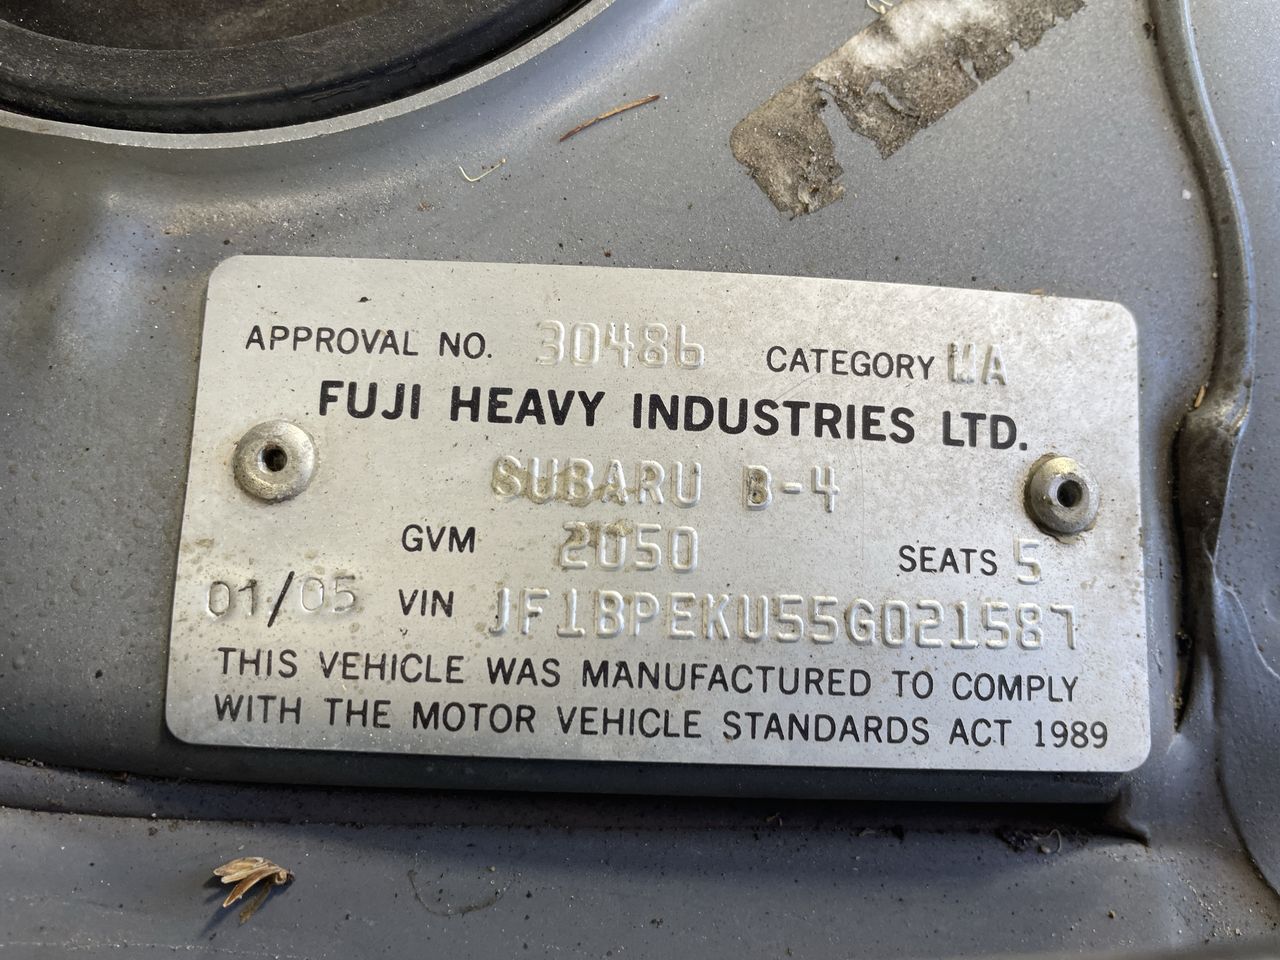 APPROVAL NO. 30486 CATEGORY MA
FUJI HEAVY INDUSTRIES LTD.
SUBARU B-4
GVM 2050 SEATS 5
01/05 VIN JF1BPEKU55G021587
THIS VEHICLE WAS MANUFACTURED TO COMPLY
WITH THE MOTOR VEHICLE STANDARDS ACT 1989